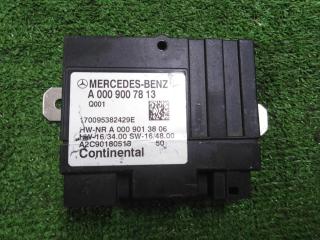 MERCEDES-BENZ
A 000 900 78 13
Q001
170095382429E
HW-NR A 000 901 38 06
HW-16/34.00 SW-16/48.00
A2C90180513 50
Continental